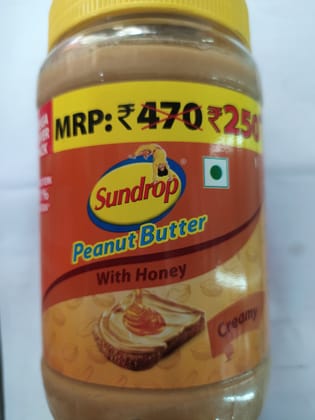 MRP: ₹ 470 ₹250
Sundrop
Peanut Butter
With Honey
Creamy